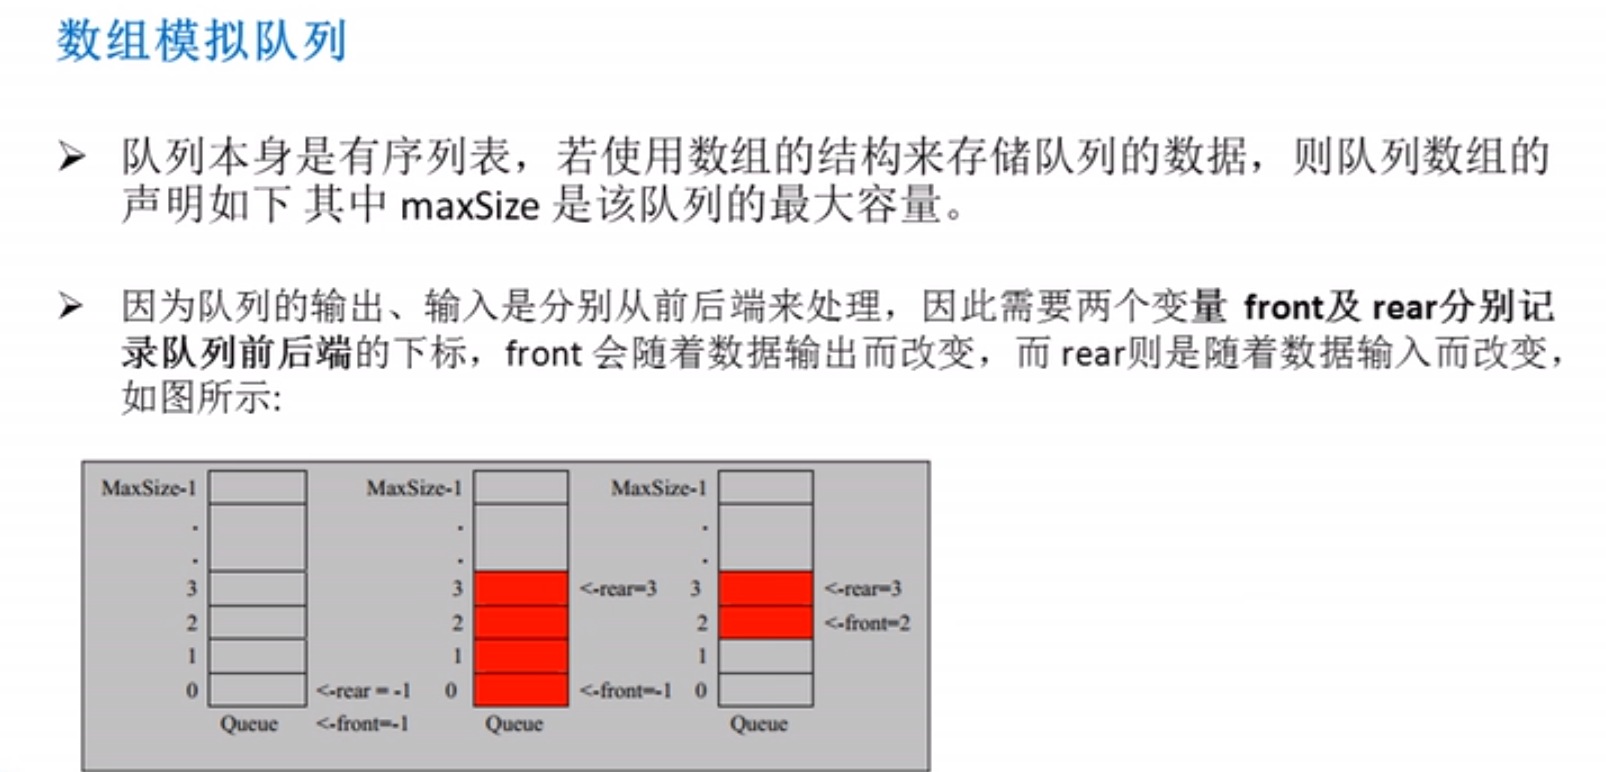 数组模拟队列
➢ 队列本身是有序列表，若使用数组的结构来存储队列的数据，则队列数组的
声明如下 其中 maxSize 是该队列的最大容量。
➢ 因为队列的输出、输入是分别从前后端来处理，因此需要两个变量 front及 rear分别记
录队列前后端的下标，front 会随着数据输出而改变，而 rear则是随着数据输入而改变，
如图所示:
MaxSize-1 MaxSize-1 MaxSize-1
. . .
. . .
3 3 <-rear=3 3 <-rear=3
2 2 2 <-front=2
1 1 1
0 <-rear = -1 0 <-front=-1 0
Queue <-front=-1 Queue Queue